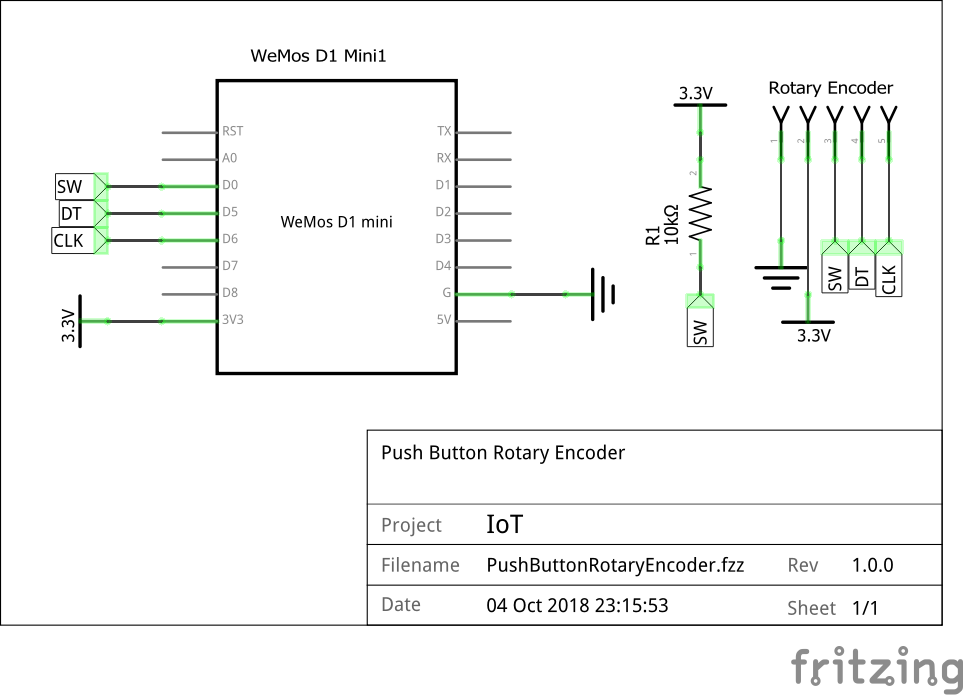 WeMos D1 Mini1
WeMos D1 mini
RST
A0
D0
D5
D6
D7
D8
3V3
TX
RX
D1
D2
D3
D4
G
5V
SW
DT
CLK
3.3V
3.3V
2
R1
10kΩ
1
SW
Rotary Encoder
1
2
3
4
5
SW
DT
CLK
3.3V
Push Button Rotary Encoder
Project IoT
Filename PushButtonRotaryEncoder.fzz Rev 1.0.0
Date 04 Oct 2018 23:15:53 Sheet 1/1
fritzing